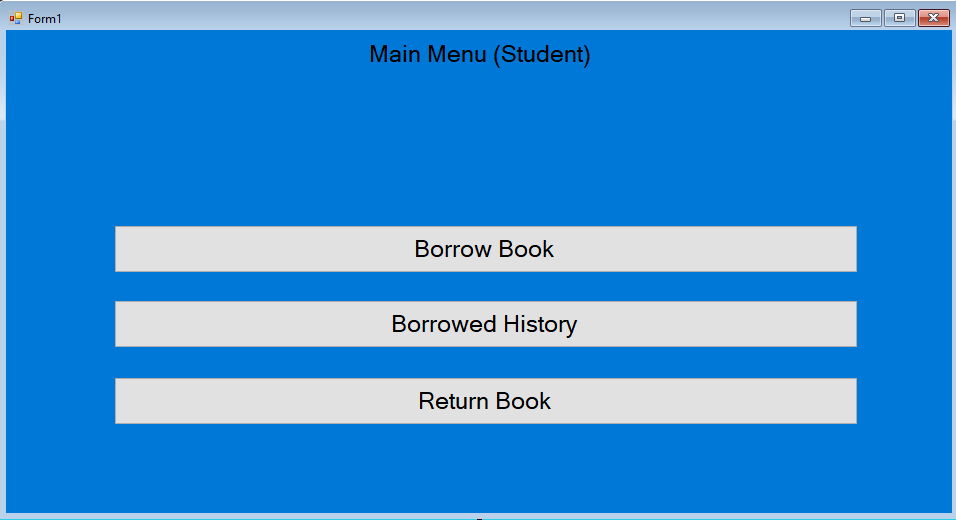 Form1
Main Menu (Student)
Borrow Book
Borrowed History
Return Book